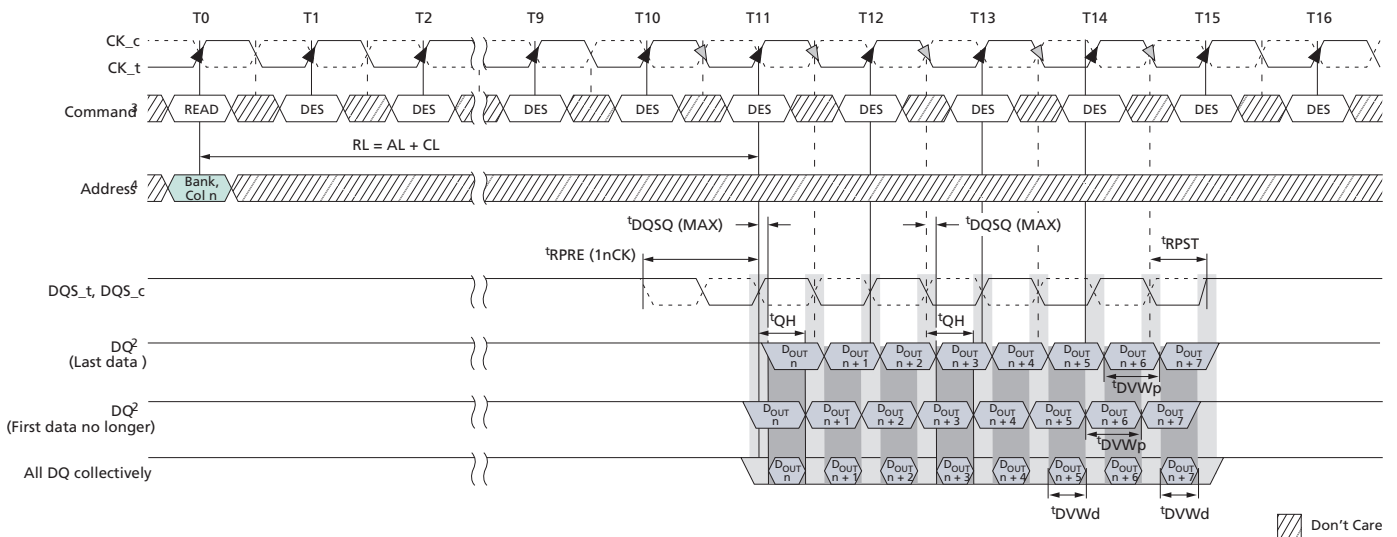 T0 T1 T2 T9 T10 T11 T12 T13 T14 T15 T16
CK_c
CK_t
Command3 READ DES DES DES DES DES DES DES DES DES DES
RL = AL + CL
Address4 Bank,
Col n
tDQSQ (MAX) tDQSQ (MAX)
tRPRE (1nCK) tRPST
DQS_t, DQS_c
tQH tQH
DQ2
(Last data )
DOUT n DOUT n + 1 DOUT n + 2 DOUT n + 3 DOUT n + 4 DOUT n + 5 DOUT n + 6 DOUT n + 7
tDVWp
DQ2
(First data no longer)
DOUT n DOUT n + 1 DOUT n + 2 DOUT n + 3 DOUT n + 4 DOUT n + 5 DOUT n + 6 DOUT n + 7
tDVWp
All DQ collectively
DOUT n DOUT n + 1 DOUT n + 2 DOUT n + 3 DOUT n + 4 DOUT n + 5 DOUT n + 6 DOUT n + 7
tDVWd tDVWd
Don't Care